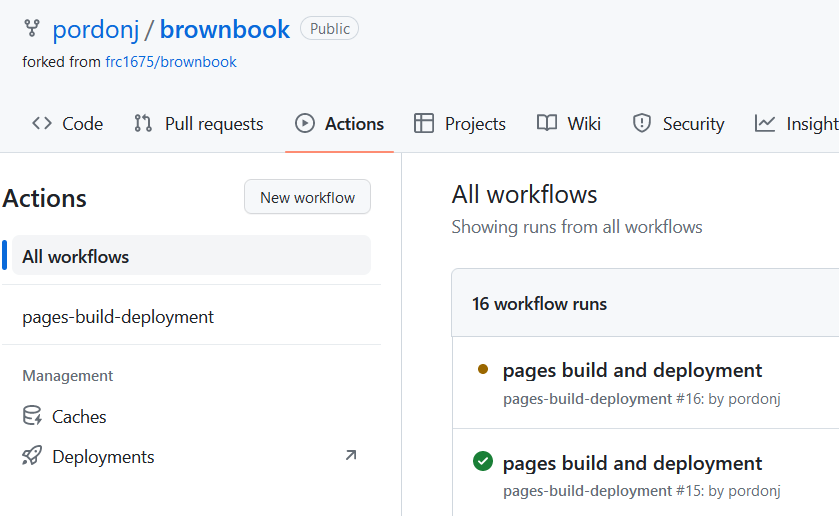 pordonj / brownbook Public
forked from frc1675/brownbook
Code Pull requests Actions Projects Wiki Security Insight
Actions
New workflow
All workflows
pages-build-deployment
Management
Caches
Deployments
All workflows
Showing runs from all workflows
16 workflow runs
pages build and deployment
pages-build-deployment #16: by pordonj
pages build and deployment
pages-build-deployment #15: by pordonj